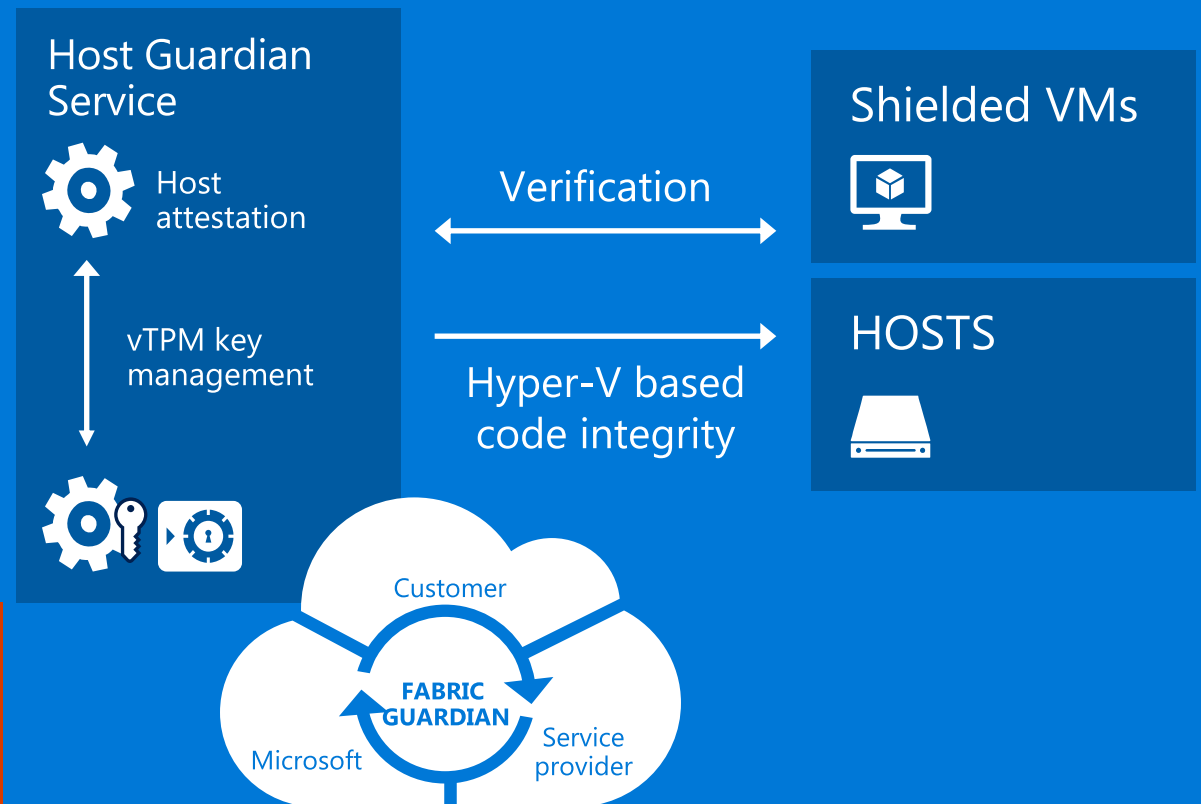 Host Guardian
Service
Host
attestation
vTPM key
management
Verification
Hyper-V based
code integrity
Shielded VMs
HOSTS
Customer
FABRIC
GUARDIAN
Microsoft
Service
provider